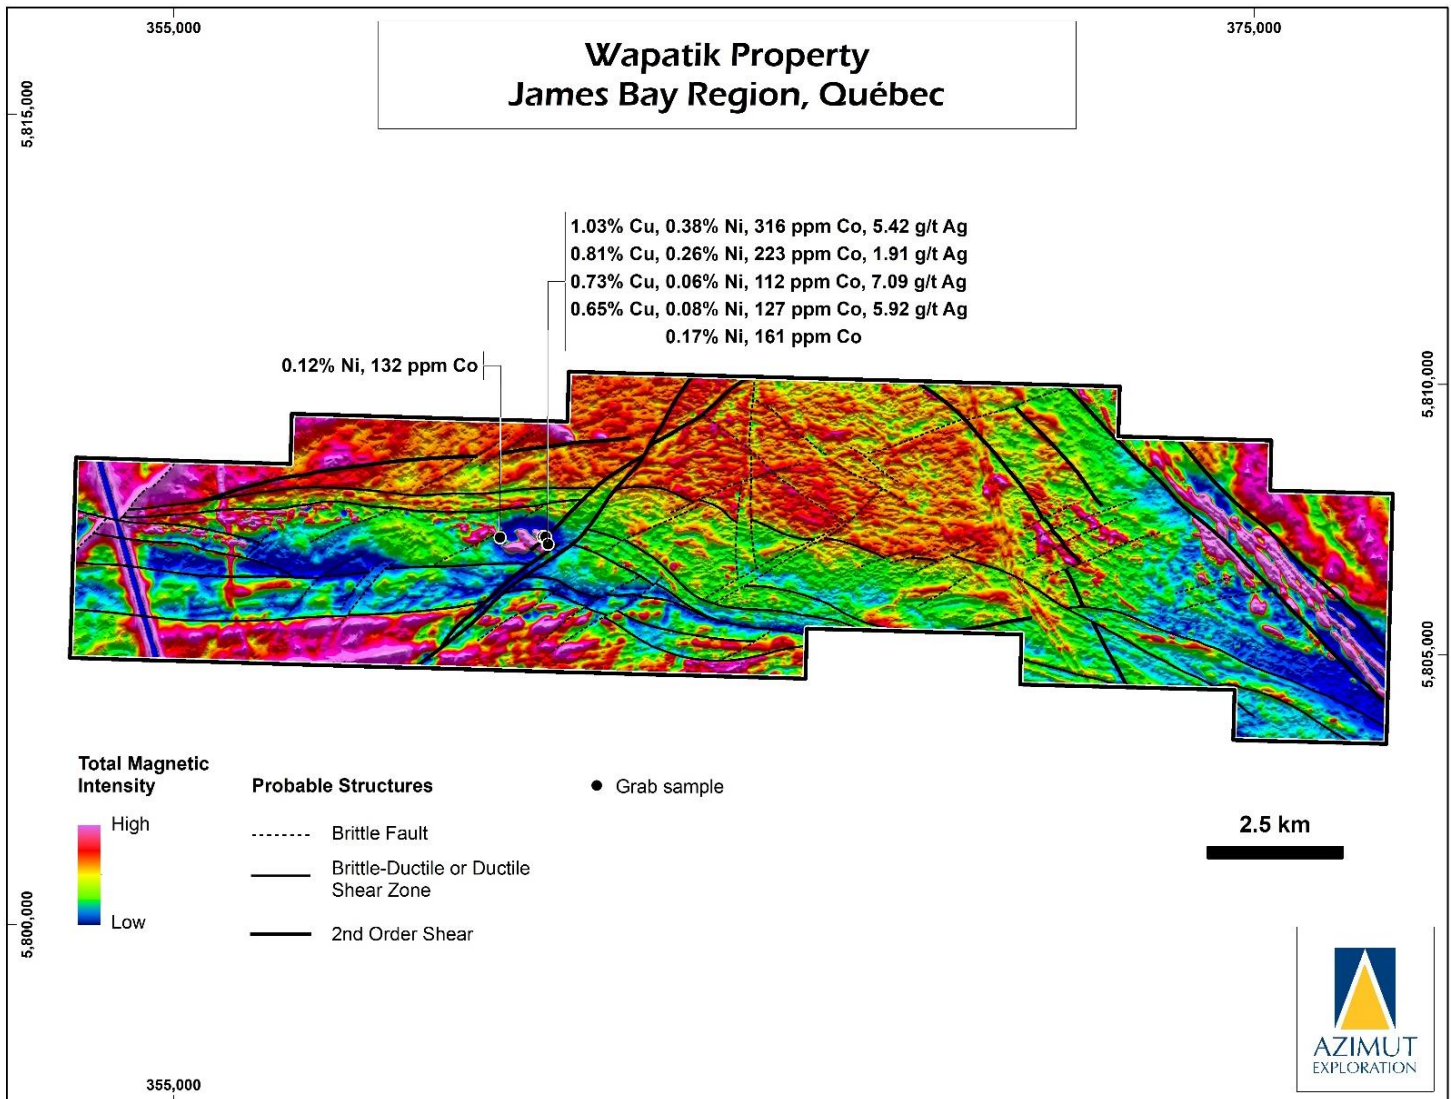 355,000
375,000
Wapatik Property
James Bay Region, Québec
5,815,000
1.03% Cu, 0.38% Ni, 316 ppm Co, 5.42 g/t Ag
0.81% Cu, 0.26% Ni, 223 ppm Co, 1.91 g/t Ag
0.73% Cu, 0.06% Ni, 112 ppm Co, 7.09 g/t Ag
0.65% Cu, 0.08% Ni, 127 ppm Co, 5.92 g/t Ag
0.17% Ni, 161 ppm Co
0.12% Ni, 132 ppm Co
5,810,000
5,805,000
Total Magnetic
Intensity
High
Low
Probable Structures
Brittle Fault
Brittle-Ductile or Ductile
Shear Zone
2nd Order Shear
Grab sample
2.5 km
5,800,000
AZIMUT
EXPLORATION
355,000